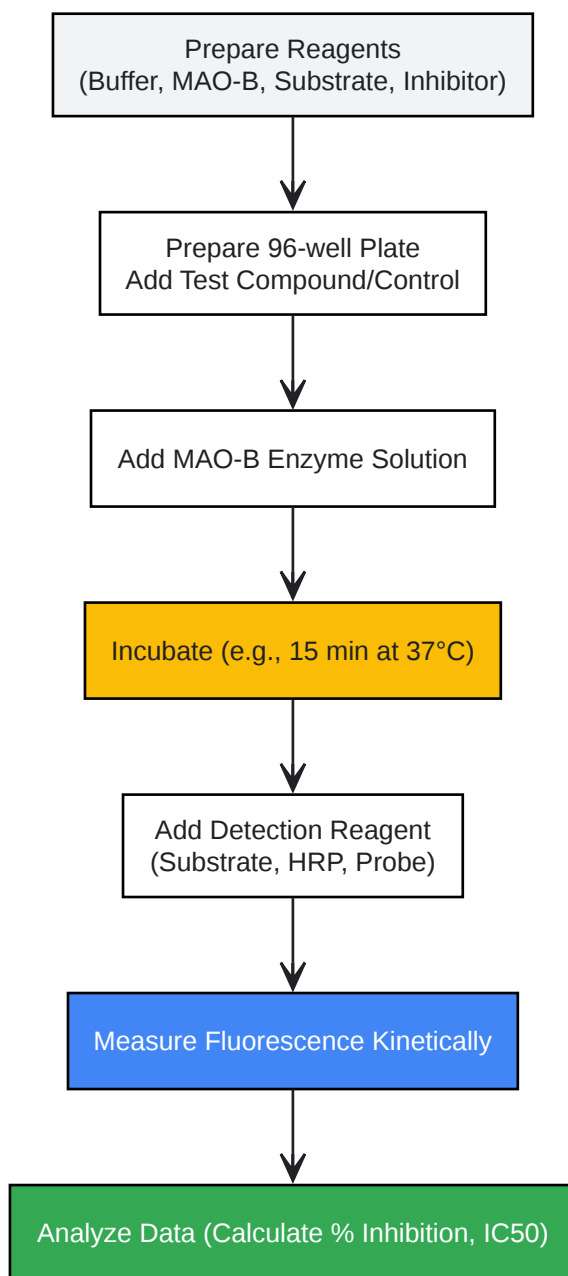 Prepare Reagents
(Buffer, MAO-B, Substrate, Inhibitor)
Prepare 96-well Plate
Add Test Compound/Control
Add MAO-B Enzyme Solution
Incubate (e.g., 15 min at 37°C)
Add Detection Reagent
(Substrate, HRP, Probe)
Measure Fluorescence Kinetically
Analyze Data (Calculate % Inhibition, IC50)